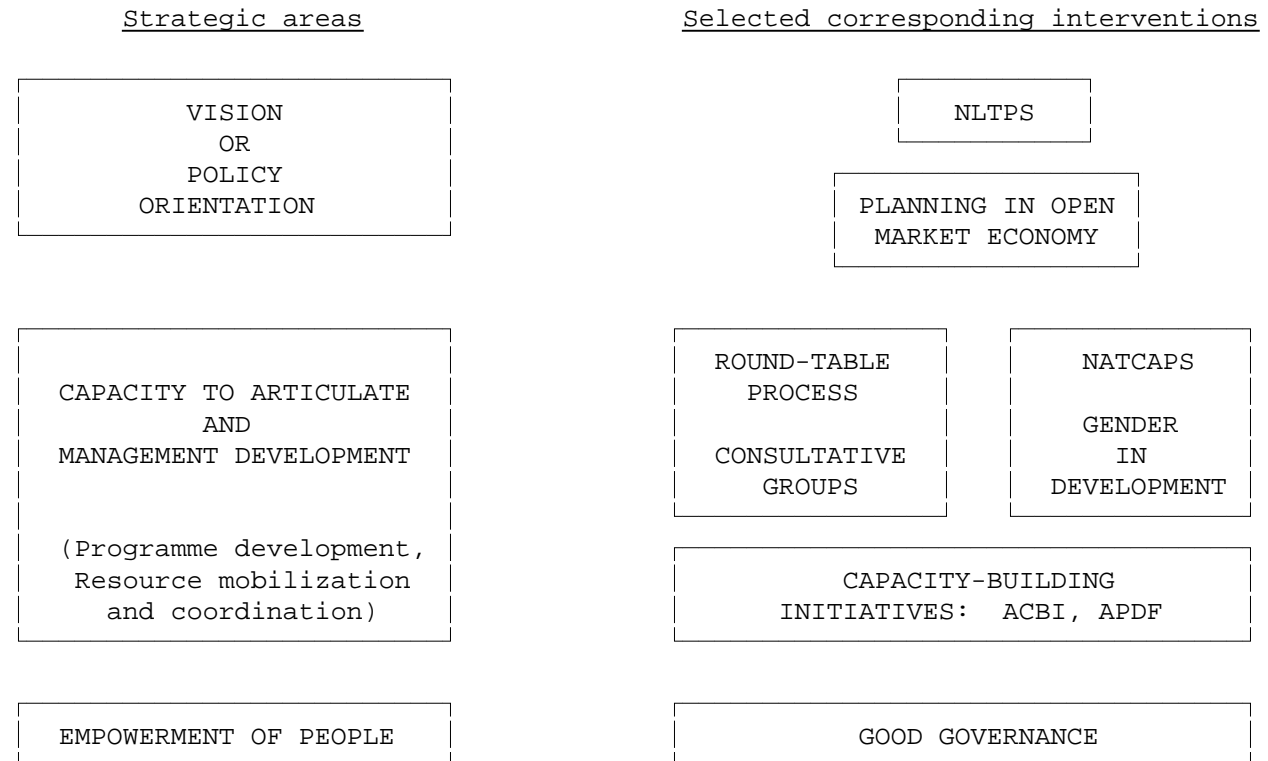 Strategic areas
Selected corresponding interventions
VISION
OR
POLICY
ORIENTATION
NLTPS
PLANNING IN OPEN
MARKET ECONOMY
CAPACITY TO ARTICULATE
AND
MANAGEMENT DEVELOPMENT
(Programme development,
Resource mobilization
and coordination)
ROUND-TABLE
PROCESS
CONSULTATIVE
GROUPS
NATCAPS
GENDER
IN
DEVELOPMENT
CAPACITY-BUILDING
INITIATIVES: ACBI, APDF
EMPOWERMENT OF PEOPLE
GOOD GOVERNANCE